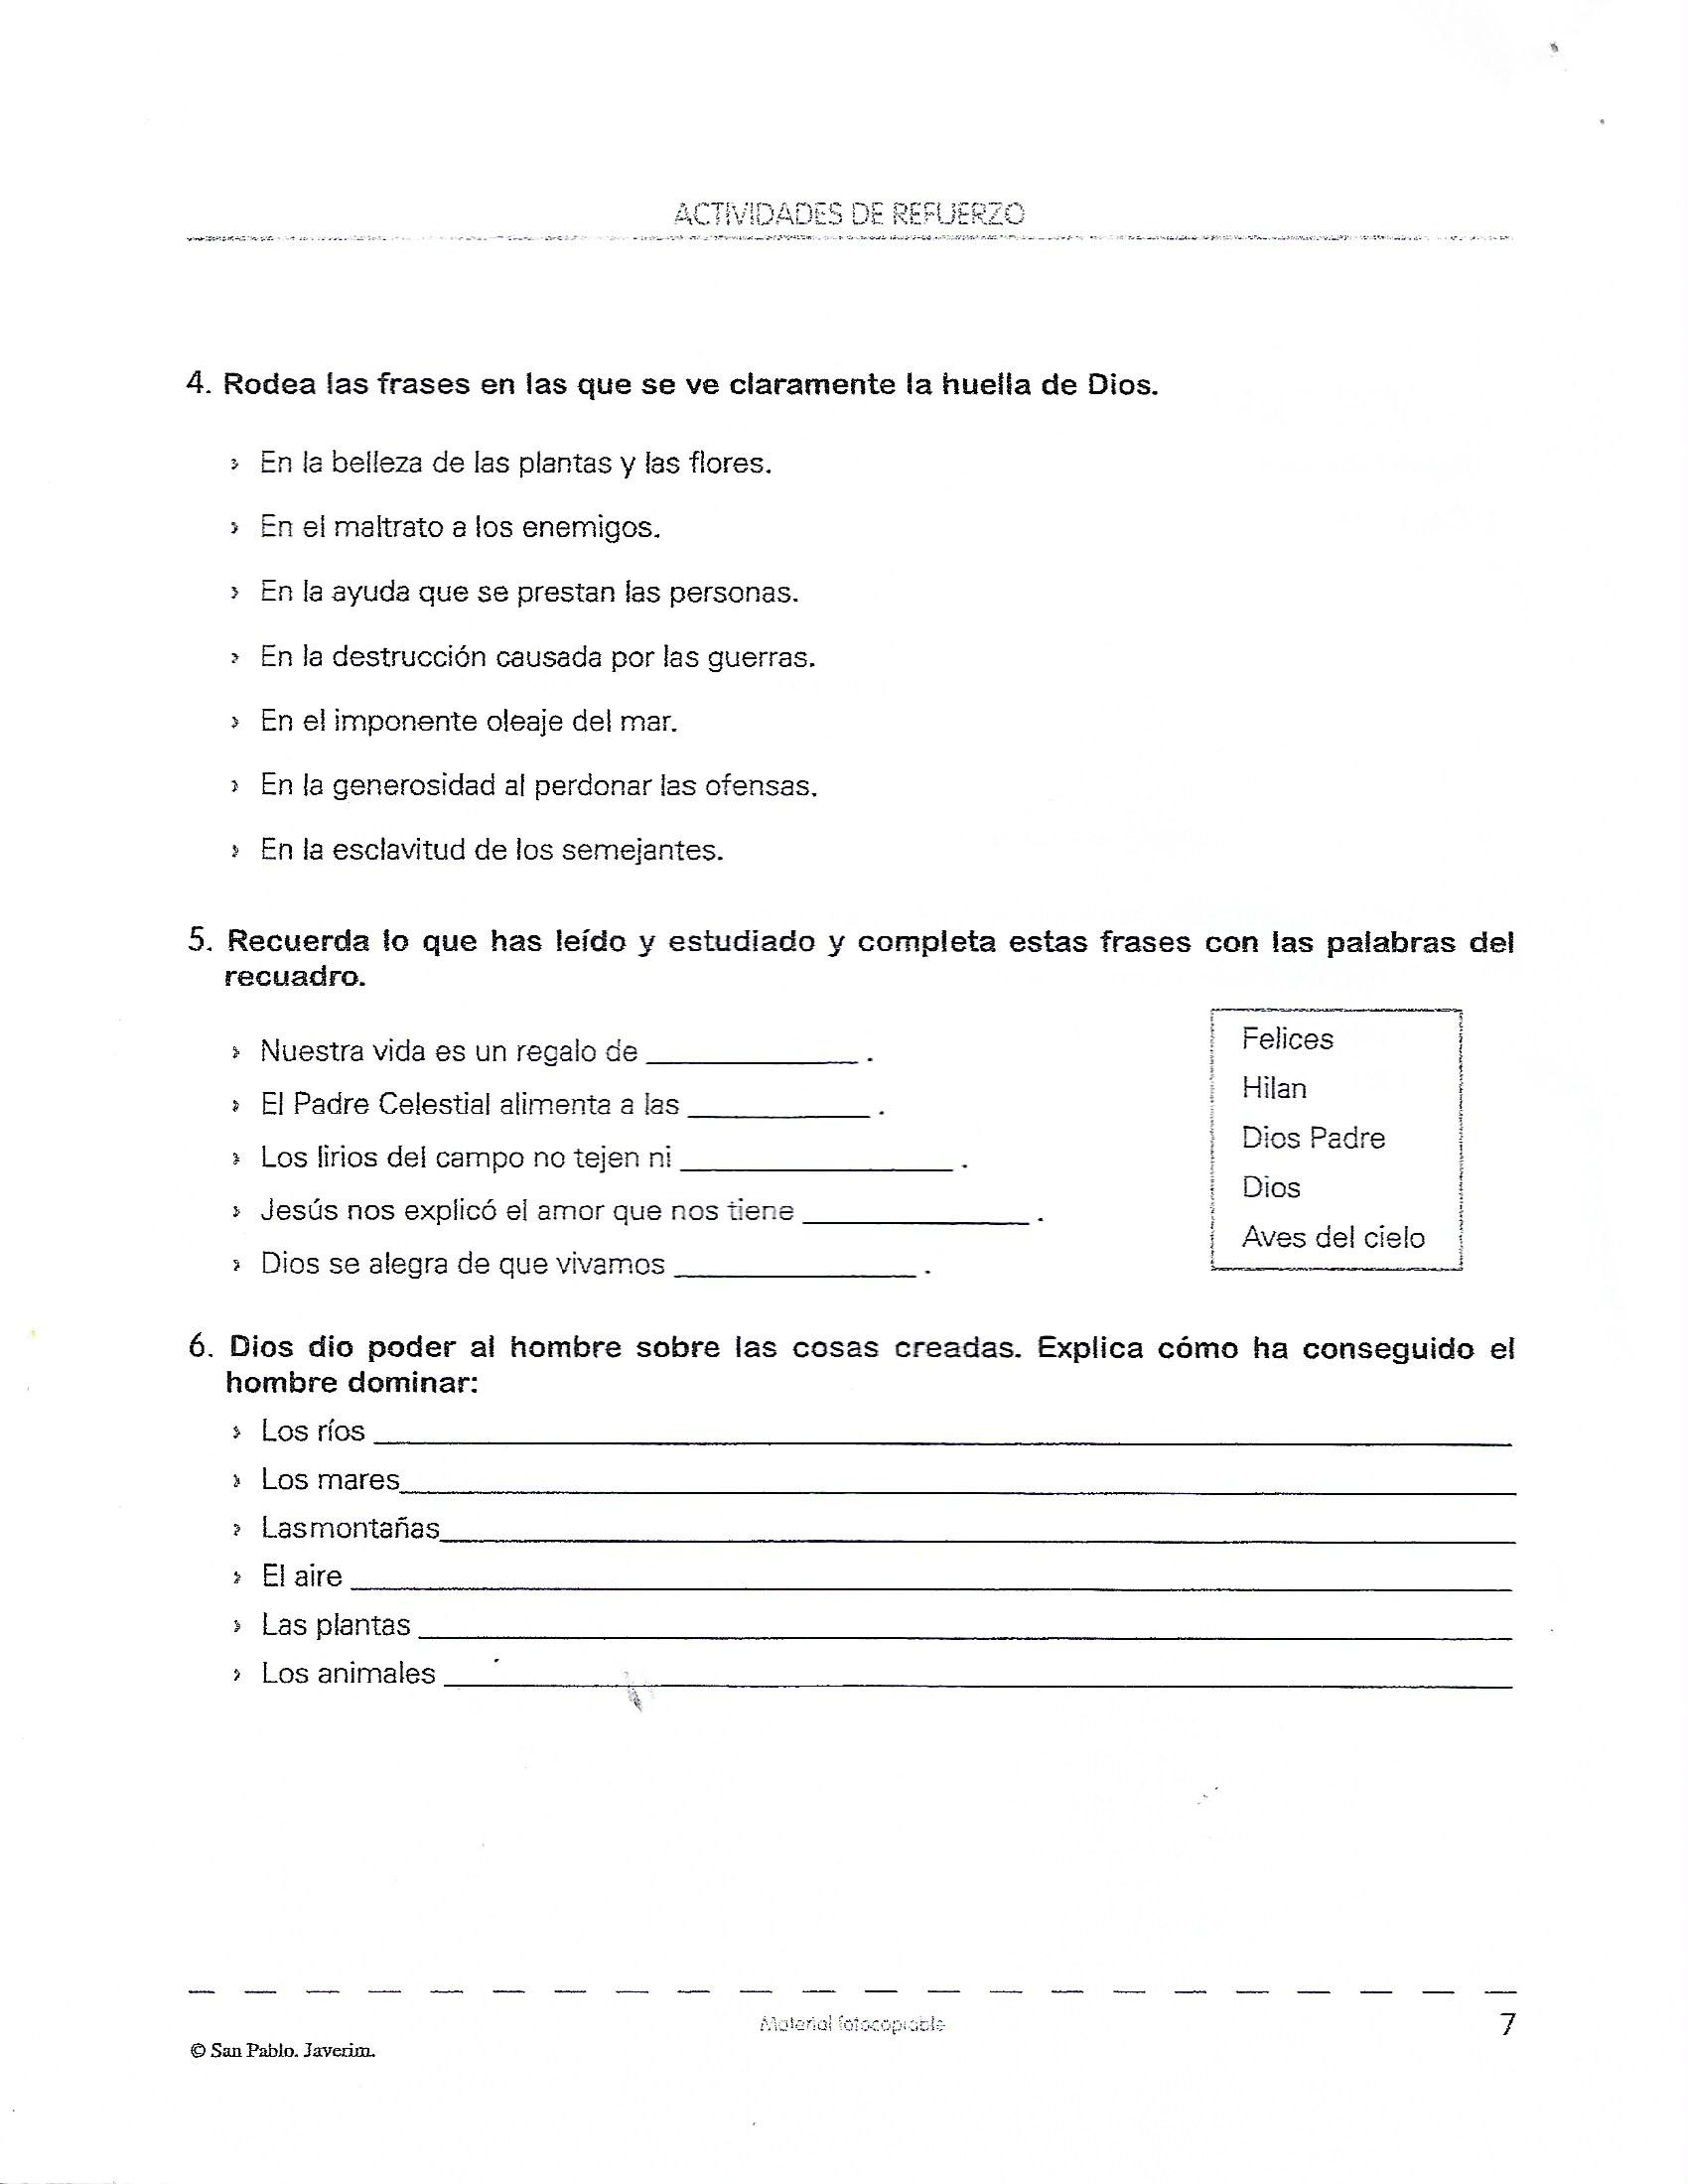 ACTIVIDADES DE REFUERZO
4. Rodea las frases en las que se ve claramente la huella de Dios.
› En la belleza de las plantas y las flores.
› En el maltrato a los enemigos.
› En la ayuda que se prestan las personas.
› En la destrucción causada por las guerras.
› En el imponente oleaje del mar.
› En la generosidad al perdonar las ofensas.
› En la esclavitud de los semejantes.
5. Recuerda lo que has leído y estudiado y completa estas frases con las palabras del
recuadro.
› Nuestra vida es un regalo de ______________ .
› El Padre Celestial alimenta a las ____________ .
› Los lirios del campo no tejen ni __________________ .
› Jesús nos explicó el amor que nos tiene _______________ .
› Dios se alegra de que vivamos ________________ .
Felices
Hilan
Dios Padre
Dios
Aves del cielo
6. Dios dio poder al hombre sobre las cosas creadas. Explica cómo ha conseguido el
hombre dominar:
› Los ríos ______________
› Los mares______________
› Lasmontañas______________
› El aire ______________
› Las plantas ______________
› Los animales ______________
Material fotocopiable
7
© San Pablo. Javerim.